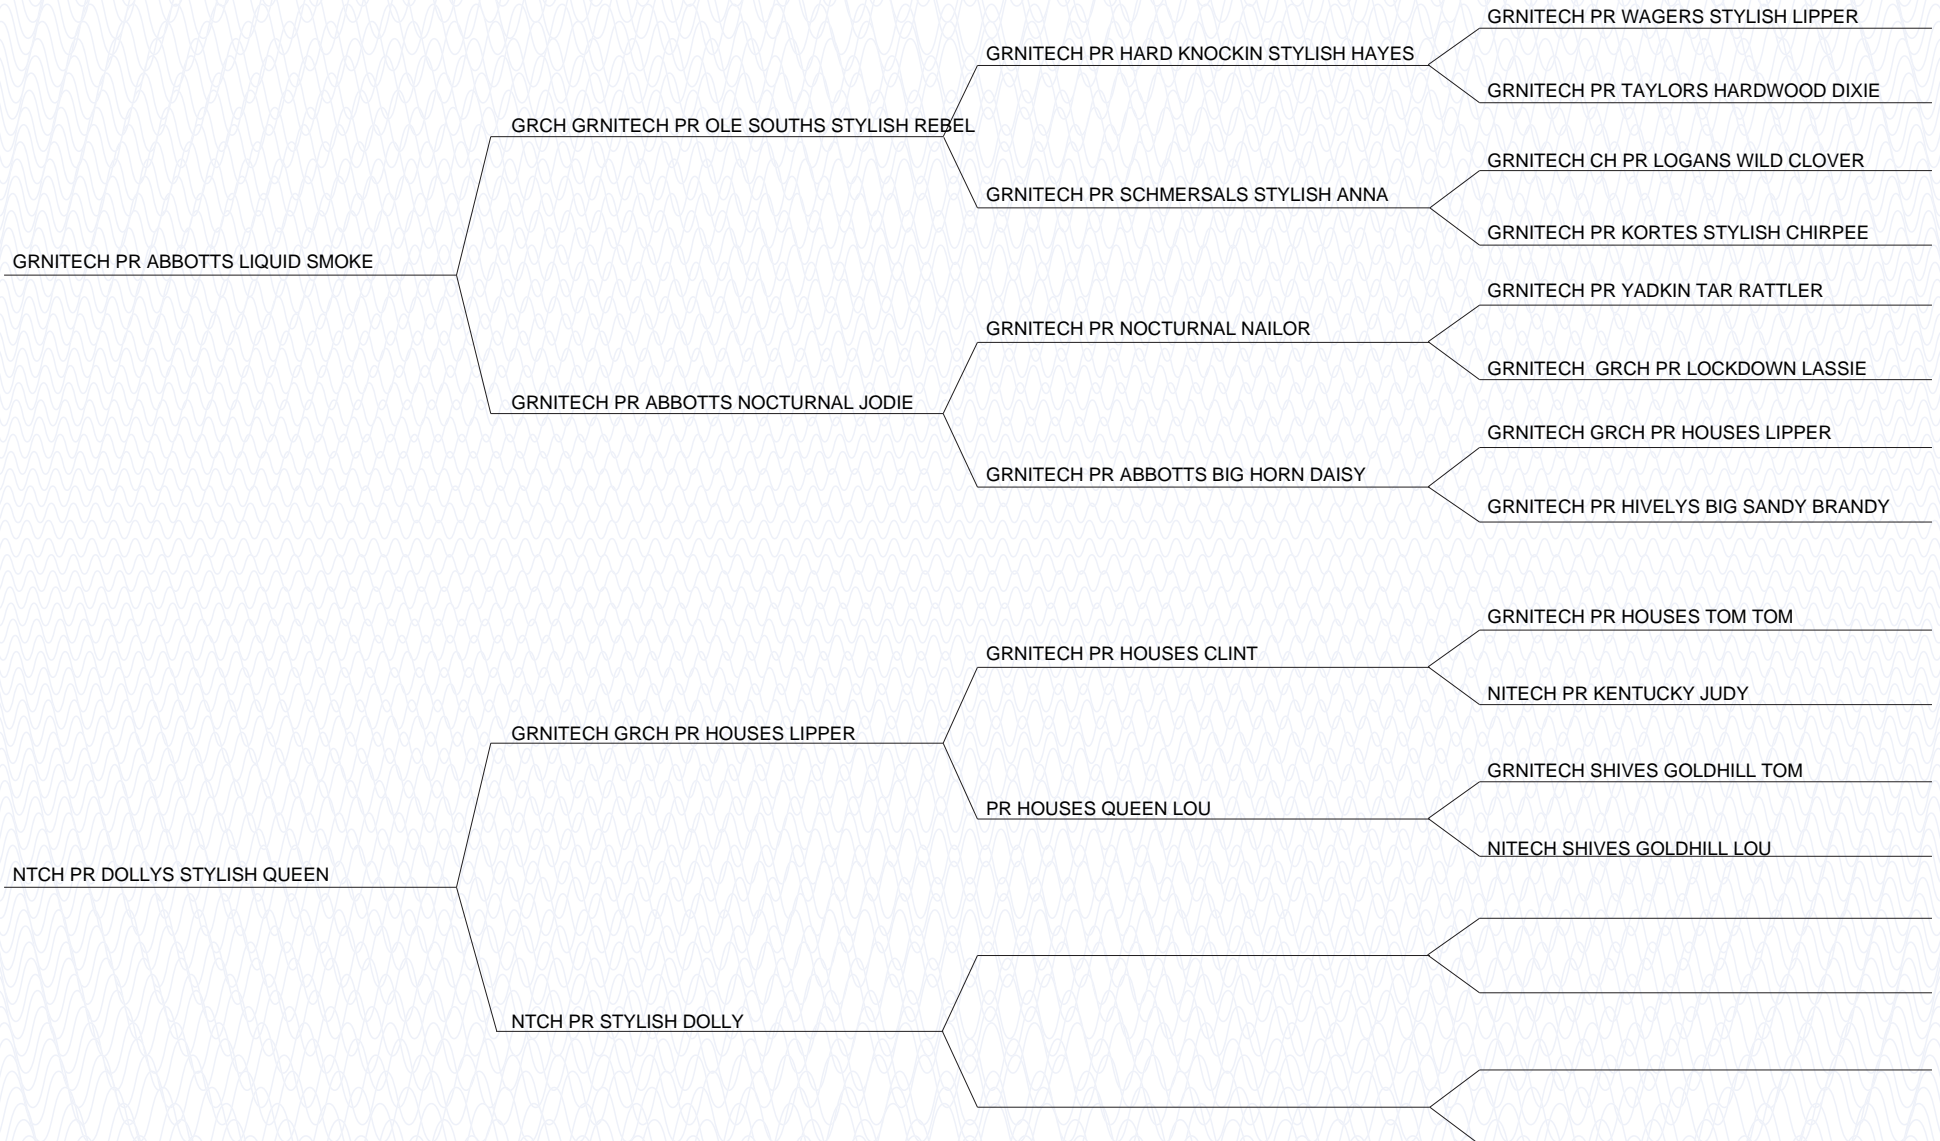 GRNITECH PR WAGERS STYLISH LIPPER
GRNITECH PR HARD KNOCKIN STYLISH HAYES
GRNITECH PR TAYLORS HARDWOOD DIXIE
GRCH GRNITECH PR OLE SOUTHS STYLISH REBEL
GRNITECH CH PR LOGANS WILD CLOVER
GRNITECH PR SCHMERSALS STYLISH ANNA
GRNITECH PR KORTES STYLISH CHIRPEE
GRNITECH PR ABBOTTS LIQUID SMOKE
GRNITECH PR YADKIN TAR RATTLER
GRNITECH PR NOCTURNAL NAILOR
GRNITECH  GRCH PR LOCKDOWN LASSIE
GRNITECH PR ABBOTTS NOCTURNAL JODIE
GRNITECH GRCH PR HOUSES LIPPER
GRNITECH PR ABBOTTS BIG HORN DAISY
GRNITECH PR HIVELYS BIG SANDY BRANDY
GRNITECH PR HOUSES TOM TOM
GRNITECH PR HOUSES CLINT
NITECH PR KENTUCKY JUDY
GRNITECH GRCH PR HOUSES LIPPER
GRNITECH SHIVES GOLDHILL TOM
PR HOUSES QUEEN LOU
NITECH SHIVES GOLDHILL LOU
NTCH PR DOLLYS STYLISH QUEEN
NTCH PR STYLISH DOLLY